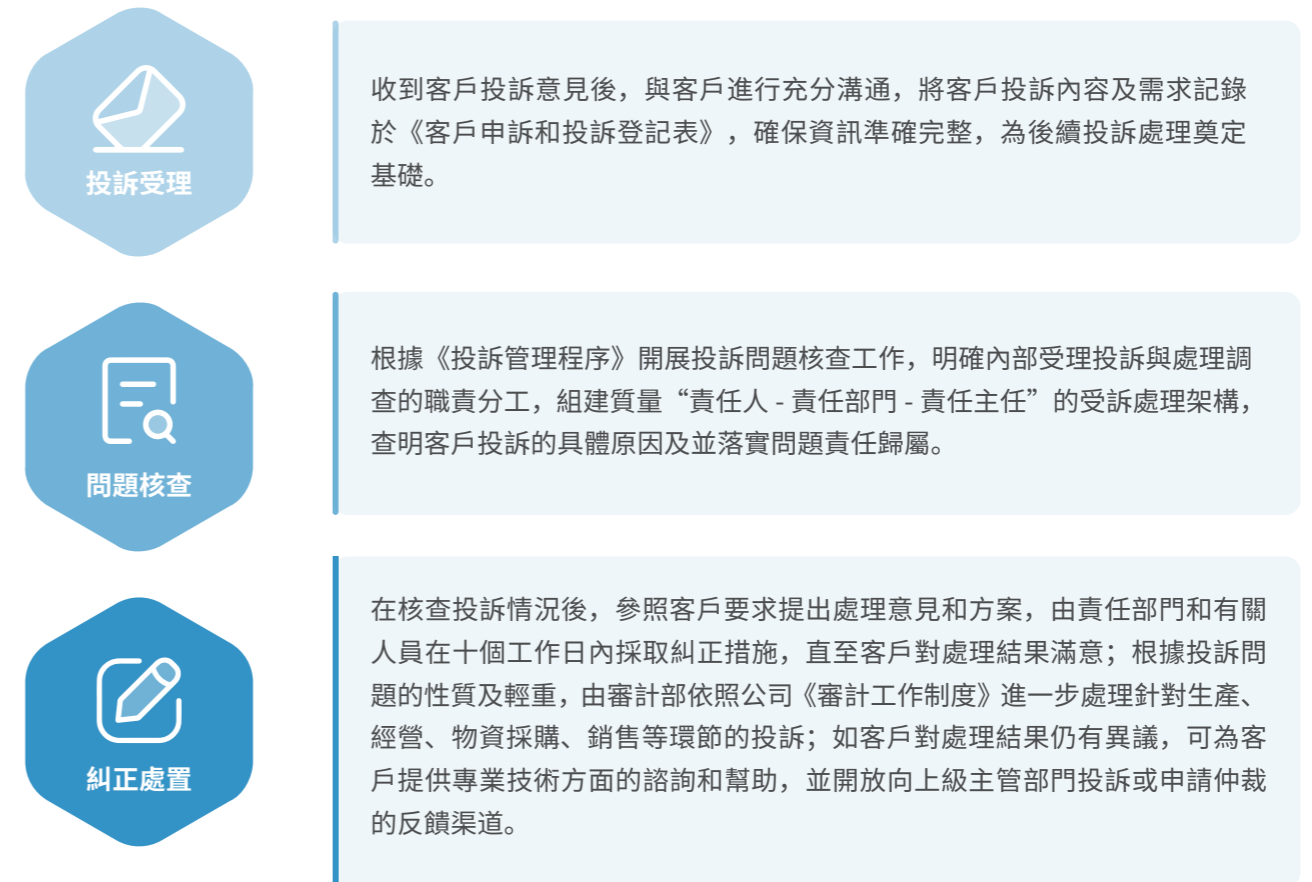 投訴受理
收到客戶投訴意見後，與客戶進行充分溝通，將客戶投訴內容及需求記錄
於《客戶申訴和投訴登記表》，確保資訊準確完整，為後續投訴處理奠定
基礎。
問題核查
根據《投訴管理程序》開展投訴問題核查工作，明確內部受理投訴與處理調
查的職責分工，組建質量“責任人 - 責任部門 - 責任主任”的受訴處理架構，
查明客戶投訴的具體原因及並落實問題責任歸屬。
糾正處置
在核查投訴情況後，參照客戶要求提出處理意見和方案，由責任部門和有關
人員在十個工作日內採取糾正措施，直至客戶對處理結果滿意；根據投訴問
題的性質及輕重，由審計部依照公司《審計工作制度》進一步處理針對生產、
經營、物資採購、銷售等環節的投訴；如客戶對處理結果仍有異議，可為客
戶提供專業技術方面的諮詢和幫助，並開放向上級主管部門投訴或申請仲裁
的反饋渠道。